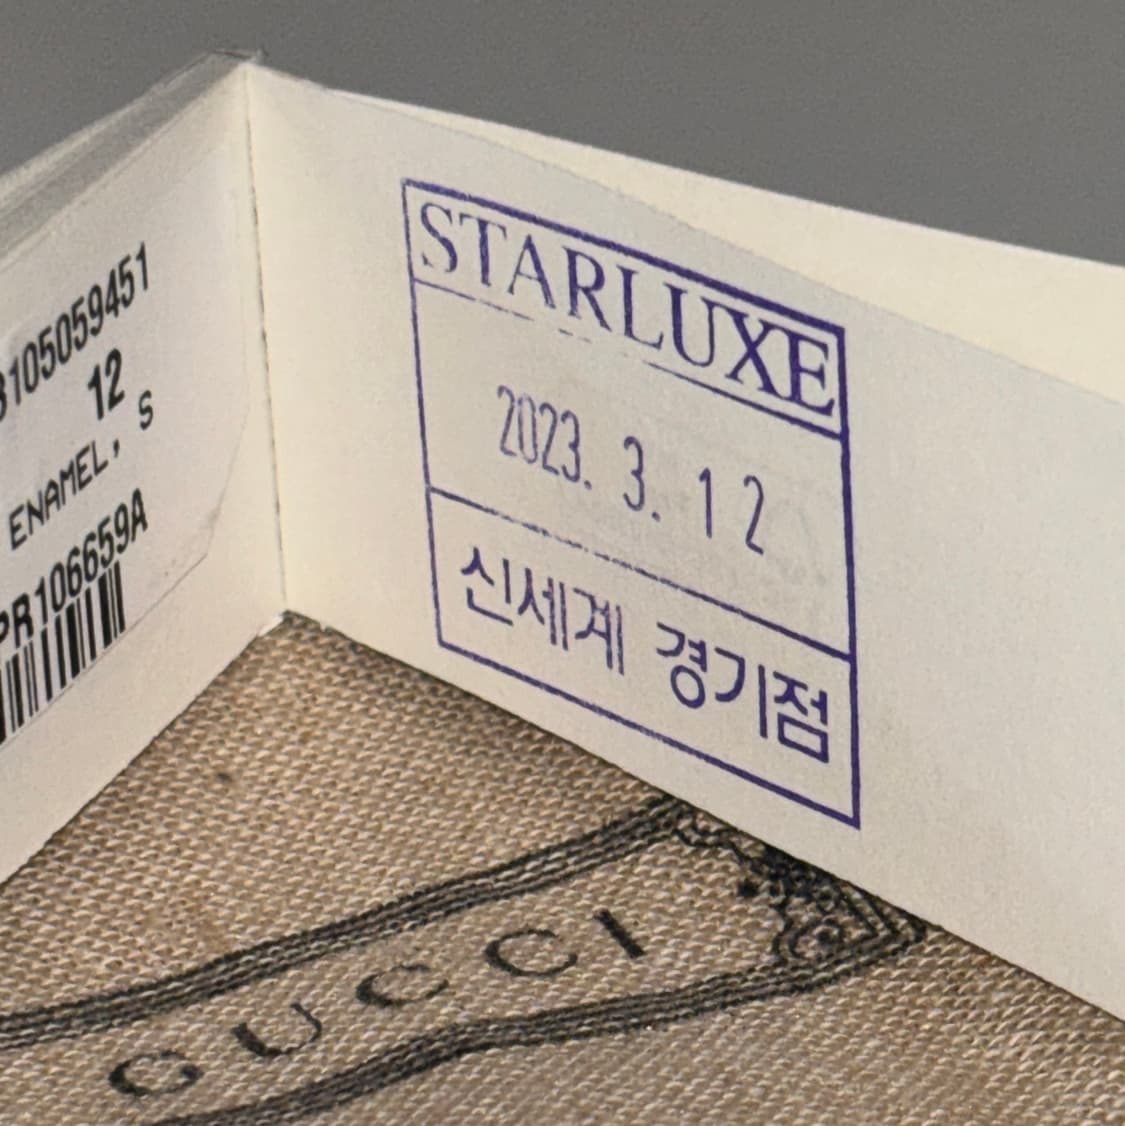 3105059451
12
ENAMEL, S
PR106659A
STARLUXE
2023. 3. 12
신세계 경기점
GUCCI